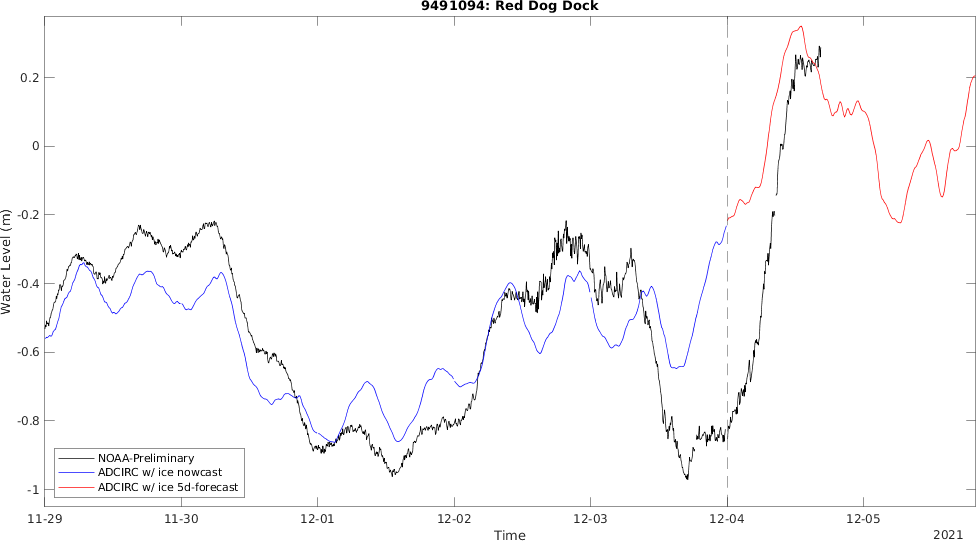 9491094: Red Dog Dock
Water Level (m)
0.2
0
-0.2
-0.4
-0.6
-0.8
-1
NOAA-Preliminary
ADCIRC w/ ice nowcast
ADCIRC w/ ice 5d-forecast
11-29 11-30 12-01 12-02 12-03 12-04 12-05
Time
2021